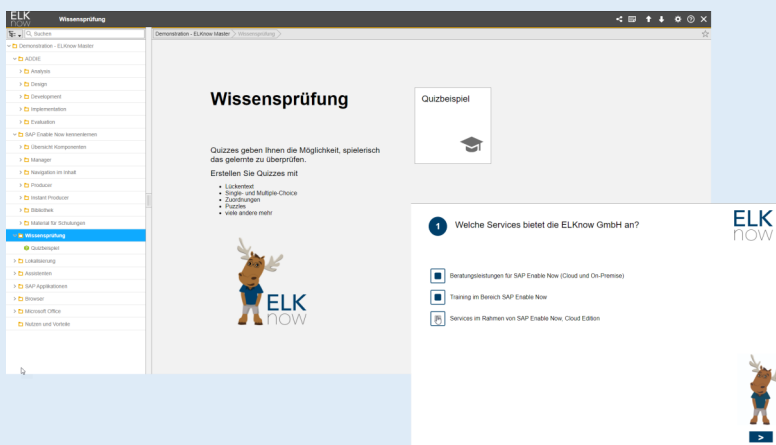 ELK
now
Wissensprüfung
Suchen
Demonstration - ELKnow Master
Wissensprüfung
Demonstration - ELKnow Master
ADDIE
Analysis
Design
Development
Implementation
Evaluation
SAP Enable Now kennenlernen
Übersicht Komponenten
Manager
Navigation im Inhalt
Producer
Instant Producer
Bibliothek
Material für Schulungen
Wissensprüfung
Quizbeispiel
Lokalisierung
Assistenten
SAP-Applikationen
Browser
Microsoft Office
Nutzen und Vorteile
Wissensprüfung
Quizzes geben Ihnen die Möglichkeit, spielerisch
das gelernte zu überprüfen.
Erstellen Sie Quizzes mit
• Lückentext
• Single- und Multiple-Choice
• Zuordnungen
• Puzzles
• viele andere mehr
ELK
now
Quizbeispiel
1 Welche Services bietet die ELKnow GmbH an?
ELK
now
Beratungsleistungen für SAP Enable Now (Cloud und On-Premise)
Training im Bereich SAP Enable Now
Services im Rahmen von SAP Enable Now, Cloud Edition
>